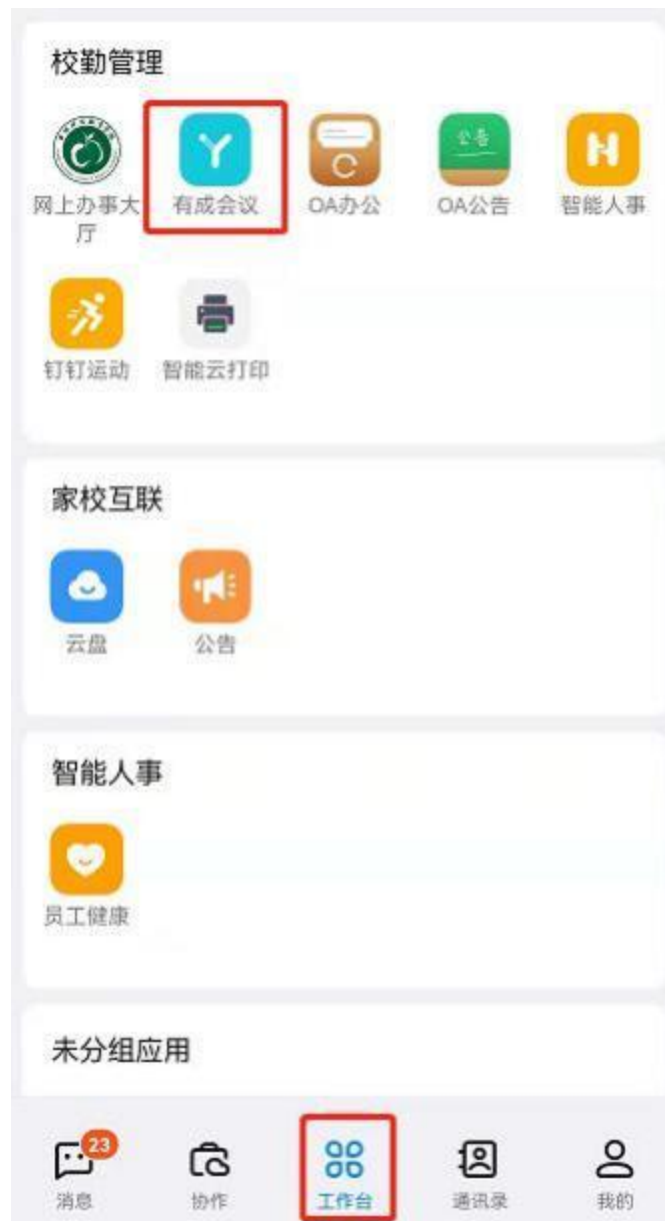 校勤管理
网上办事大厅
有成会议
OA办公
公告
OA公告
智能人事
钉钉运动
智能云打印
家校互联
云盘
公告
智能人事
员工健康
未分组应用
23
消息
协作
工作台
通讯录
我的